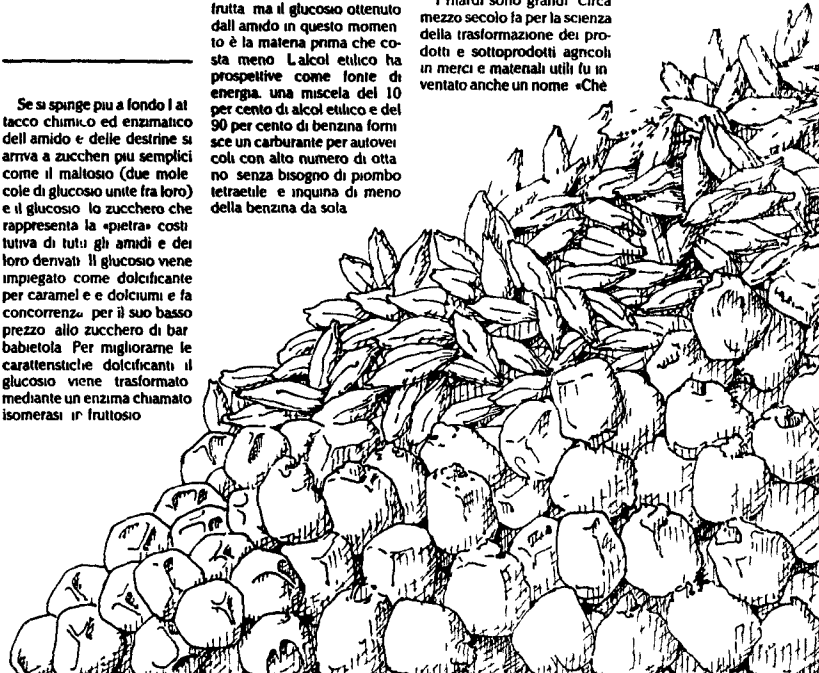 Se si spinge piu a fondo l at
tacco chimico ed enzimatico
dell amido e delle destrine si
arriva a zuccheri piu semplici
come il maltosio (due mole
cole di glucosio unite fra loro)
e il glucosio lo zucchero che
rappresenta la «pietra» costi
tutiva di tutti gli amidi e dei
loro derivati Il glucosio viene
impiegato come dolcificante
per caramel e e dolciumi e fa
concorrenza per il suo basso
prezzo allo zucchero di bar
babietola Per migliorarne le
caratteristiche dolcificanti il
glucosio viene trasformato
mediante un enzima chiamato
isomerasi in fruttosio
frutta ma il glucosio ottenuto
dall amido in questo momen
to è la materia prima che co-
sta meno L alcol etilico ha
prospettive come fonte di
energia. una miscela del 10
per cento di alcol etilico e del
90 per cento di benzina forni
sce un carburante per autovei
coli con alto numero di otta
no senza bisogno di piombo
tetraetile e inquina di meno
della benzina da sola
I ritardi sono grandi Circa
mezzo secolo fa per la scienza
della trasformazione dei pro-
dotti e sottoprodotti agricoli
in merci e materiali utili fu in
ventato anche un nome «Che